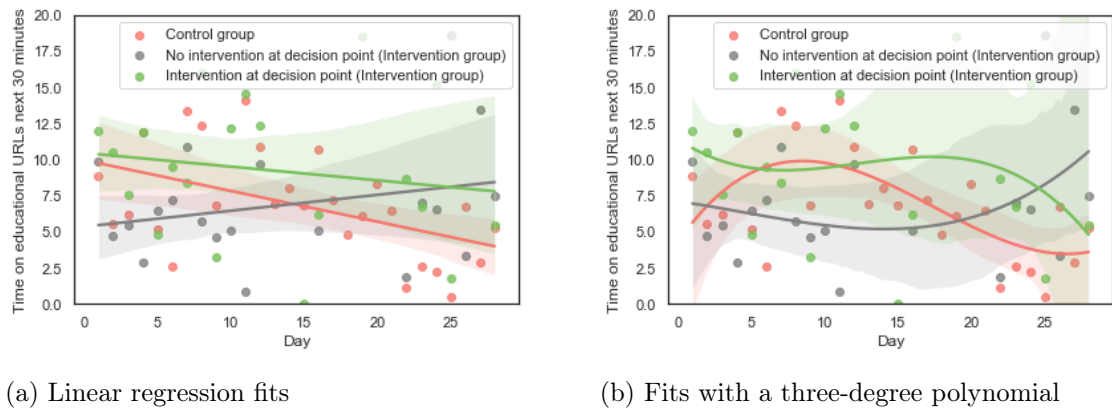 20.0
17.5
15.0
12.5
10.0
7.5
5.0
2.5
0.0
Time on educational URLs next 30 minutes
Control group
No intervention at decision point (Intervention group)
Intervention at decision point (Intervention group)
0 5 10 15 20 25
Day
(a) Linear regression fits
20.0
17.5
15.0
12.5
10.0
7.5
5.0
2.5
0.0
Time on educational URLs next 30 minutes
Control group
No intervention at decision point (Intervention group)
Intervention at decision point (Intervention group)
0 5 10 15 20 25
Day
(b) Fits with a three-degree polynomial